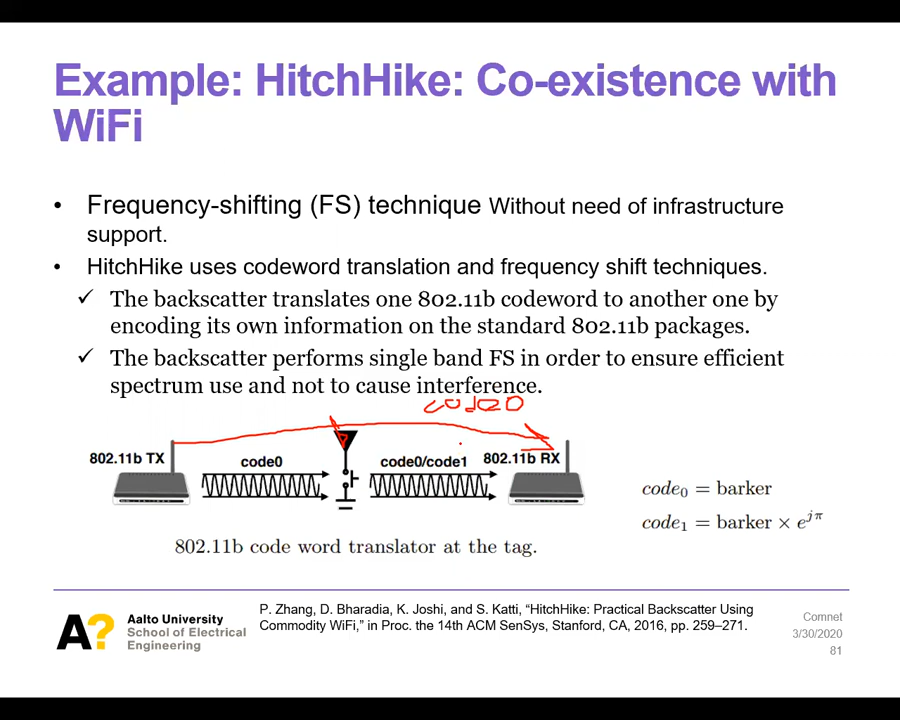 Example: HitchHike: Co-existence with
WiFi
• Frequency-shifting (FS) technique Without need of infrastructure
support.
• HitchHike uses codeword translation and frequency shift techniques.
✓ The backscatter translates one 802.11b codeword to another one by
encoding its own information on the standard 802.11b packages.
✓ The backscatter performs single band FS in order to ensure efficient
spectrum use and not to cause interference.
code0
802.11b TX
code0
code0/code1
802.11b RX
code₀ = barker
code₁ = barker × e^{jπ}
802.11b code word translator at the tag.
A?
Aalto University
School of Electrical
Engineering
P. Zhang, D. Bharadia, K. Joshi, and S. Katti, “HitchHike: Practical Backscatter Using
Commodity WiFi,” in Proc. the 14th ACM SenSys, Stanford, CA, 2016, pp. 259–271.
Comnet
3/30/2020
81